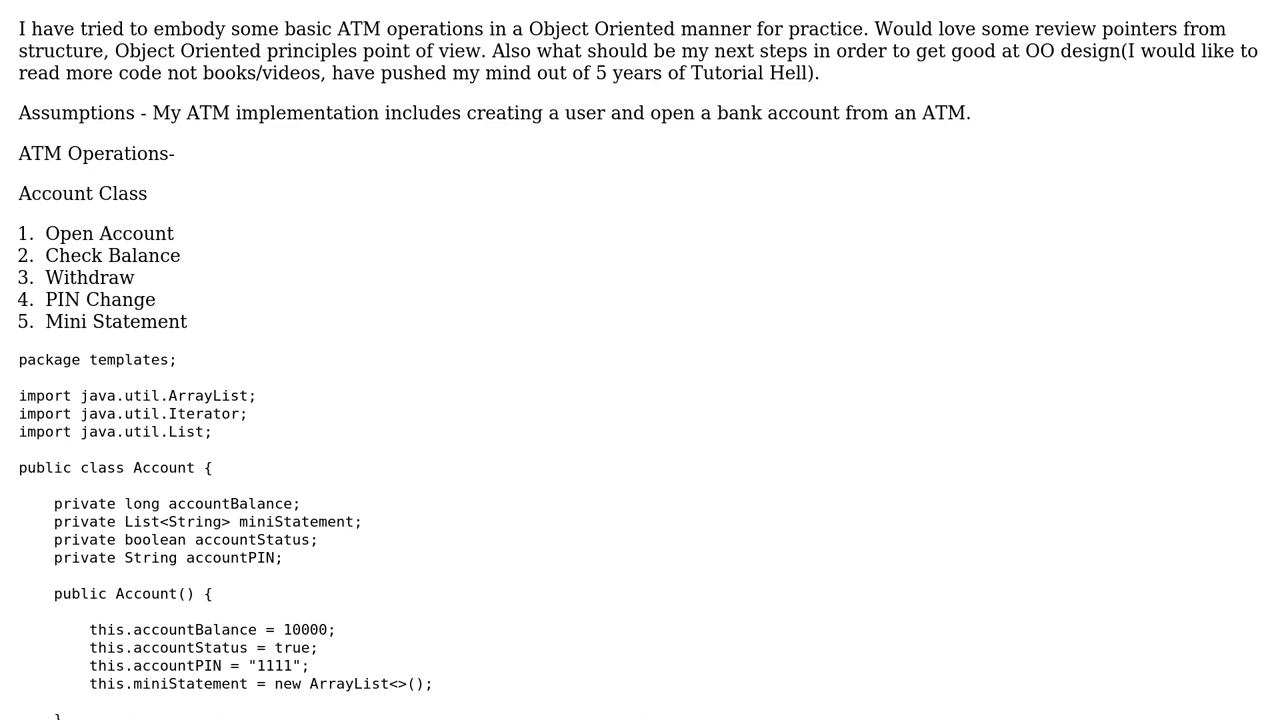 I have tried to embody some basic ATM operations in a Object Oriented manner for practice. Would love some review pointers from
structure, Object Oriented principles point of view. Also what should be my next steps in order to get good at OO design(I would like to
read more code not books/videos, have pushed my mind out of 5 years of Tutorial Hell).
Assumptions - My ATM implementation includes creating a user and open a bank account from an ATM.
ATM Operations-
Account Class
1. Open Account
2. Check Balance
3. Withdraw
4. PIN Change
5. Mini Statement
package templates;
import java.util.ArrayList;
import java.util.Iterator;
import java.util.List;
public class Account {
    private long accountBalance;
    private List<String> miniStatement;
    private boolean accountStatus;
    private String accountPIN;
    public Account() {
        this.accountBalance = 10000;
        this.accountStatus = true;
        this.accountPIN = "1111";
        this.miniStatement = new ArrayList<>();
    }